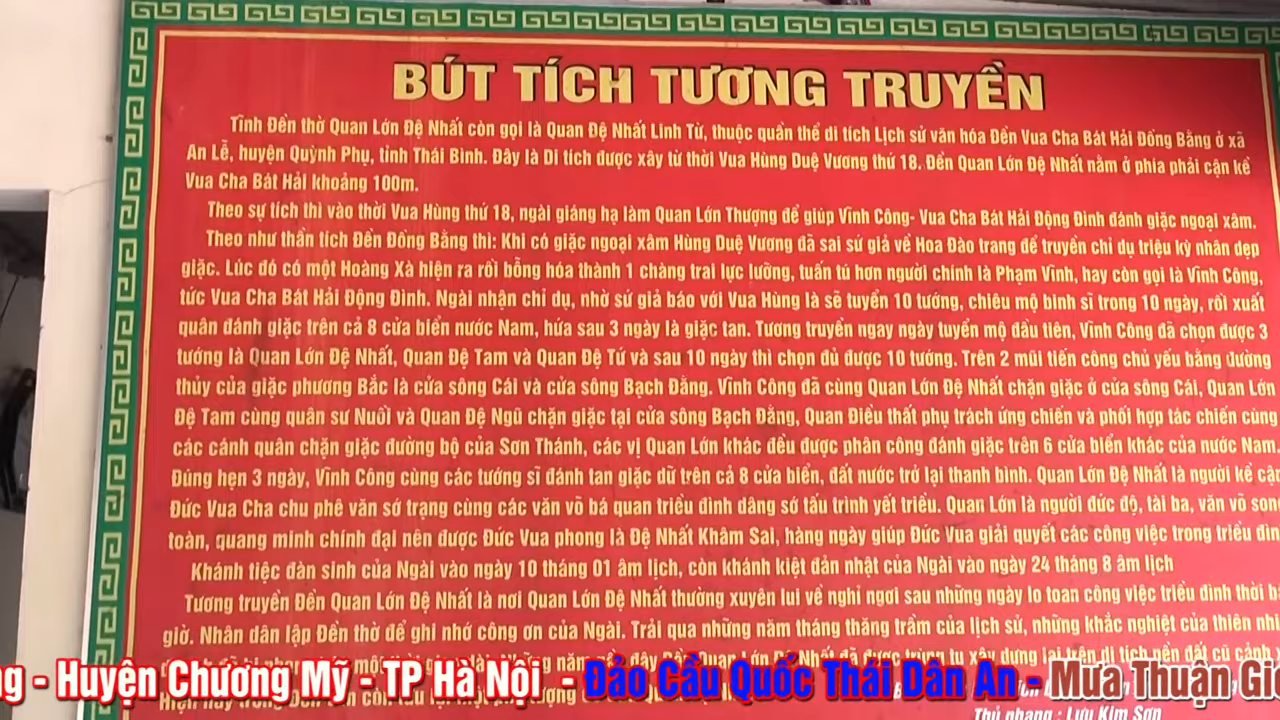 BÚT TÍCH TƯƠNG TRUYỀN
Tĩnh Đền thờ Quan Lớn Đệ Nhất còn gọi là Quan Đệ Nhất Linh Từ, thuộc quần thể di tích Lịch sử văn hóa Đền Vua Cha Bát Hải Đồng Bằng ở xã
An Lễ, huyện Quỳnh Phụ, tỉnh Thái Bình. Đây là Di tích được xây từ thời Vua Hùng Duệ Vương thứ 18. Đền Quan Lớn Đệ Nhất nằm ở phía phải cận kề
Vua Cha Bát Hải khoảng 100m.
Theo sự tích thì vào thời Vua Hùng thứ 18, ngài giáng hạ làm Quan Lớn Thượng để giúp Vĩnh Công- Vua Cha Bát Hải Động Đình đánh giặc ngoại xâm.
Theo như thần tích Đền Đồng Bằng thì: Khi có giặc ngoại xâm Hùng Duệ Vương đã sai sứ giả về Hoa Đào trang để truyền chỉ dụ triệu kỳ nhân dẹp
giặc. Lúc đó có một Hoàng Xà hiện ra rồi bỗng hóa thành 1 chàng trai lực lưỡng, tuấn tú hơn người chính là Phạm Vĩnh, hay còn gọi là Vĩnh Công,
tức Vua Cha Bát Hải Động Đình. Ngài nhận chỉ dụ, nhờ sứ giả báo với Vua Hùng là sẽ tuyển 10 tướng, chiêu mộ binh sĩ trong 10 ngày, rồi xuất
quân đánh giặc trên cả 8 cửa biển nước Nam, hứa sau 3 ngày là giặc tan. Tương truyền ngay ngày tuyển mộ đầu tiên, Vĩnh Công đã chọn được 3
tướng là Quan Lớn Đệ Nhất, Quan Đệ Tam và Quan Đệ Tứ và sau 10 ngày thì chọn đủ được 10 tướng. Trên 2 mũi tiến công chủ yếu bằng đường
thủy của giặc phương Bắc là cửa sông Cái và cửa sông Bạch Đằng. Vĩnh Công đã cùng Quan Lớn Đệ Nhất chặn giặc ở cửa sông Cái, Quan Lớn
Đệ Tam cùng quân sư Nuôi và Quan Đệ Ngũ chặn giặc tại cửa sông Bạch Đằng, Quan Điều thất phụ trách ứng chiến và phối hợp tác chiến cùng
các cánh quân chặn giặc đường bộ của Sơn Thánh, các vị Quan Lớn khác đều được phân công đánh giặc trên 6 cửa biển khác của nước Nam.
Đúng hẹn 3 ngày, Vĩnh Công cùng các tướng sĩ đánh tan giặc dữ trên cả 8 cửa biển, đất nước trở lại thanh bình. Quan Lớn Đệ Nhất là người kề cận
Đức Vua Cha chu phê văn sớ trạng cùng các văn võ bá quan triều đình dâng sớ tấu trình yết triều. Quan Lớn là người đức độ, tài ba, văn võ song
toàn, quang minh chính đại nên được Đức Vua phong là Đệ Nhất Khâm Sai, hàng ngày giúp Đức Vua giải quyết các công việc trong triều đình
Khánh tiệc đàn sinh của Ngài vào ngày 10 tháng 01 âm lịch, còn khánh kiệt đản nhật của Ngài vào ngày 24 tháng 8 âm lịch
Tương truyền Đền Quan Lớn Đệ Nhất là nơi Quan Lớn Đệ Nhất thường xuyên lui về nghỉ ngơi sau những ngày lo toan công việc triều đình thời bấy
giờ. Nhân dân lập Đền thờ để ghi nhớ công ơn của Ngài. Trải qua những năm tháng thăng trầm của lịch sử, những khắc nghiệt của thiên nhiên
- Huyện Chương Mỹ - TP Hà Nội - Đảo Cầu Quốc Thái Dân An - Mưa Thuận
Thủ nhang : Lưu Kim Sơn